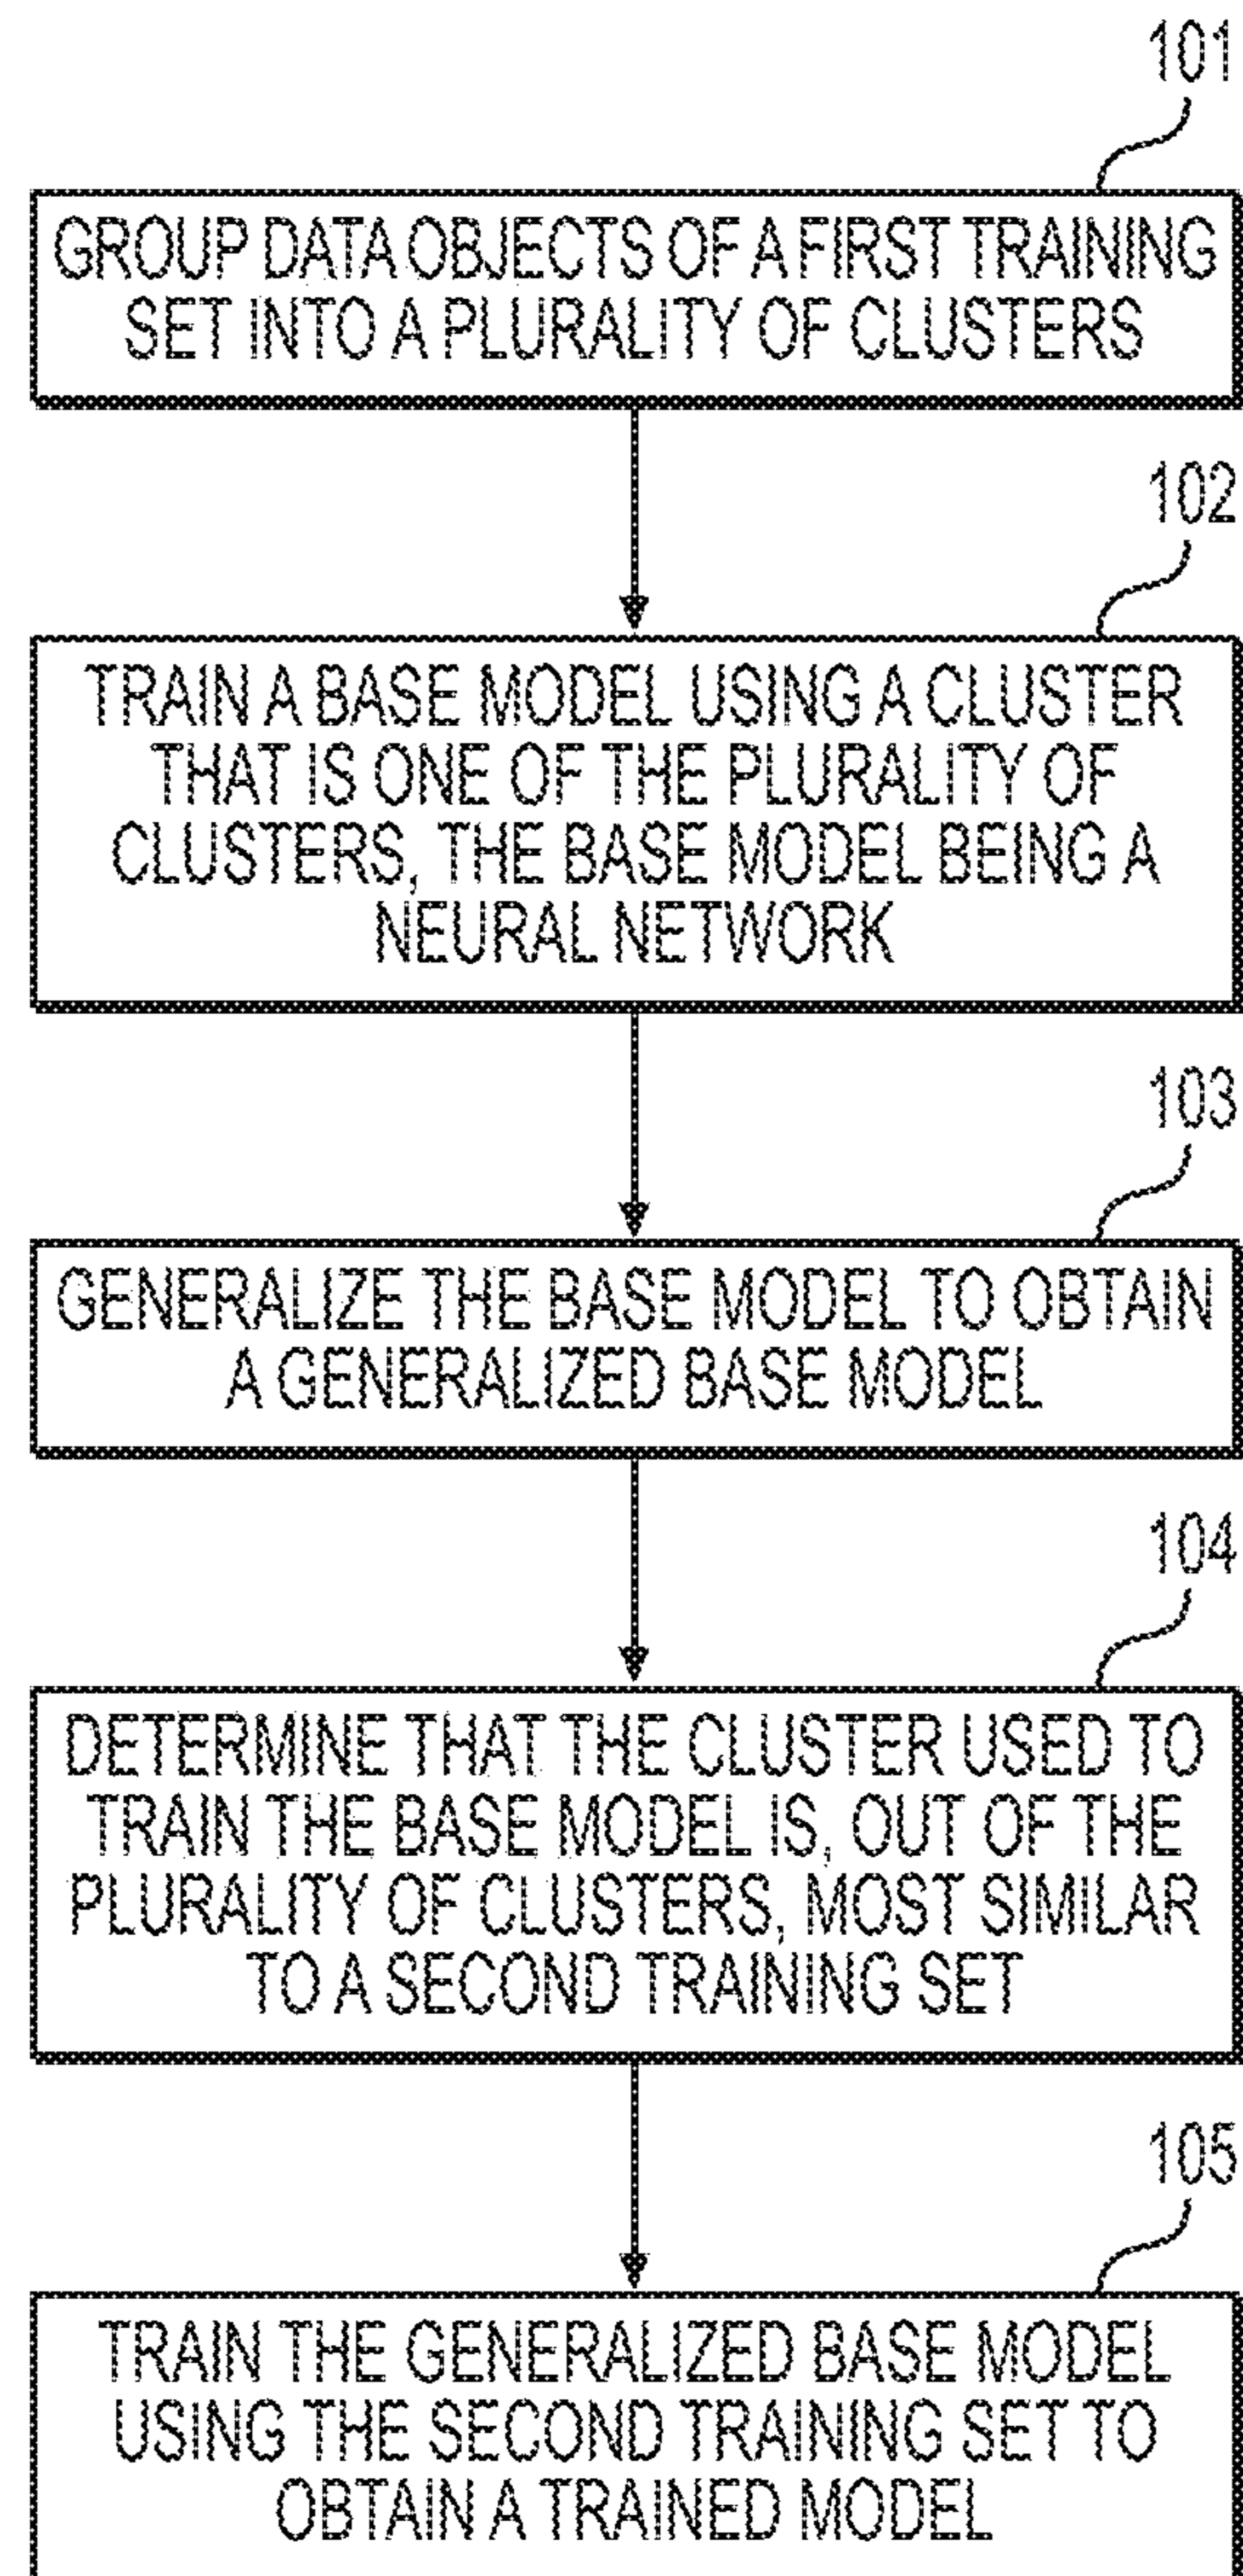 101
GROUP DATA OBJECTS OF A FIRST TRAINING
SET INTO A PLURALITY OF CLUSTERS
102
TRAIN A BASE MODEL USING A CLUSTER
THAT IS ONE OF THE PLURALITY OF
CLUSTERS, THE BASE MODEL BEING A
NEURAL NETWORK
103
GENERALIZE THE BASE MODEL TO OBTAIN
A GENERALIZED BASE MODEL
104
DETERMINE THAT THE CLUSTER USED TO
TRAIN THE BASE MODEL IS, OUT OF THE
PLURALITY OF CLUSTERS, MOST SIMILAR
TO A SECOND TRAINING SET
105
TRAIN THE GENERALIZED BASE MODEL
USING THE SECOND TRAINING SET TO
OBTAIN A TRAINED MODEL